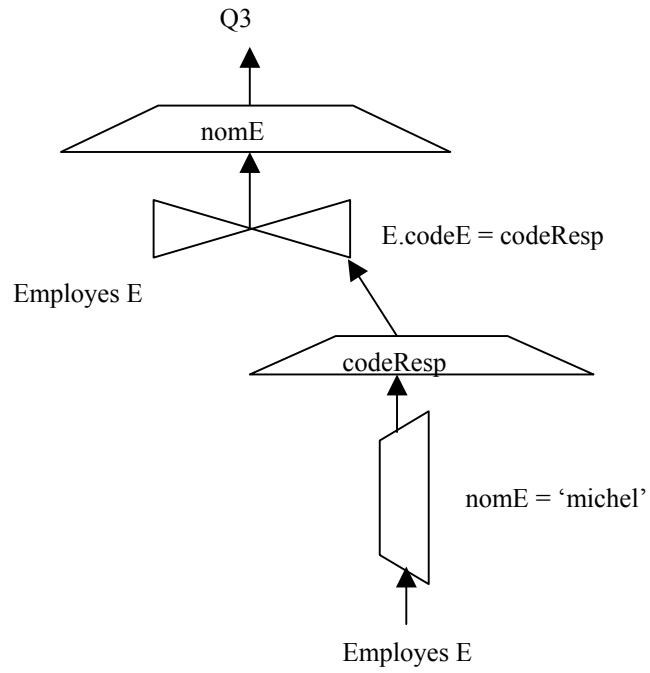 Q3
nomE
E.codeE = codeResp
Employes E
codeResp
nomE = ‘michel’
Employes E